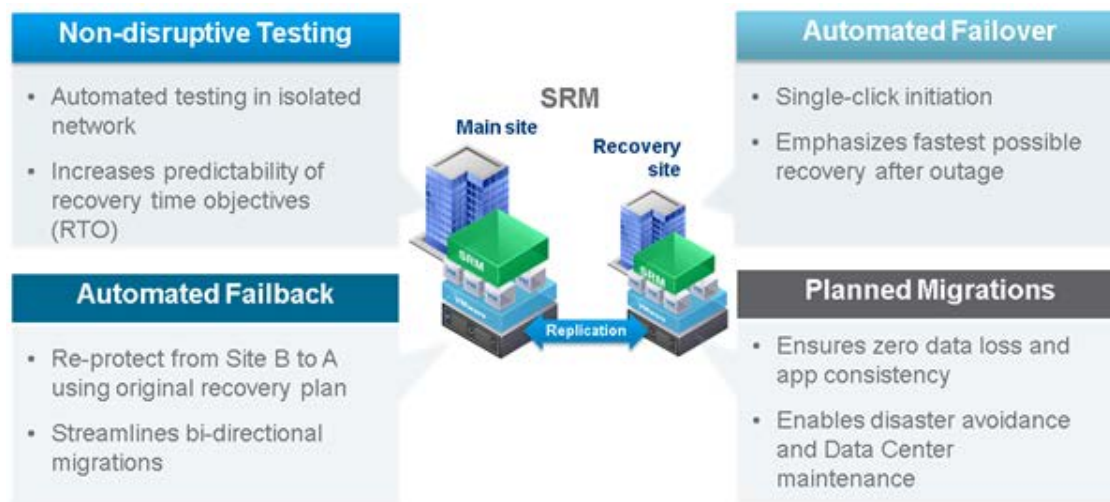 Non-disruptive Testing
• Automated testing in isolated
network
• Increases predictability of
recovery time objectives
(RTO)
Automated Failback
• Re-protect from Site B to A
using original recovery plan
• Streamlines bi-directional
migrations
SRM
Main site
Recovery
site
SRM
VMware
SRM
VMware
Replication
Automated Failover
• Single-click initiation
• Emphasizes fastest possible
recovery after outage
Planned Migrations
• Ensures zero data loss and
app consistency
• Enables disaster avoidance
and Data Center
maintenance